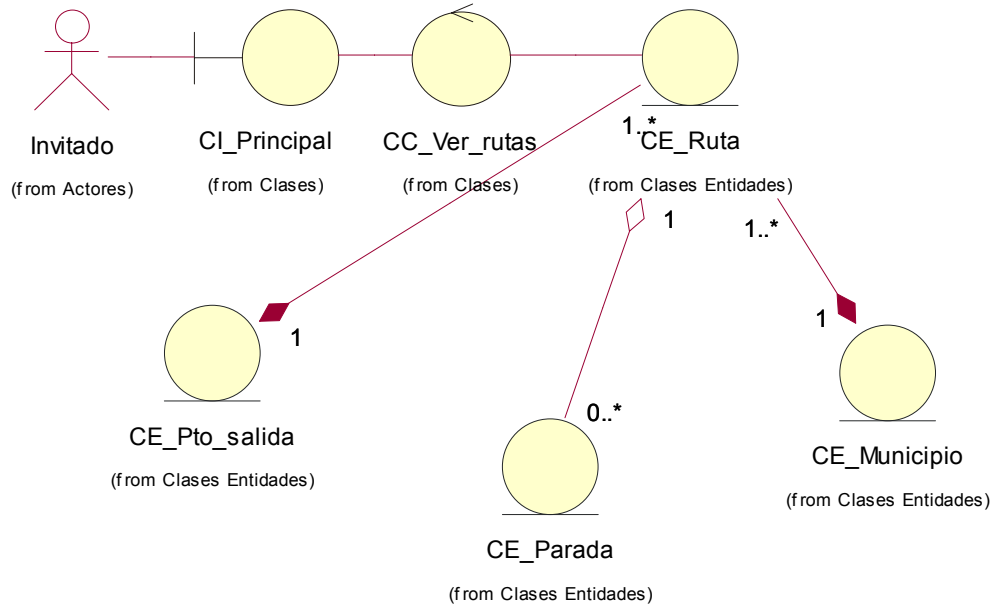 Invitado
(from Actores)
CI_Principal
(from Clases)
CC_Ver_rutas
(from Clases)
1..*
CE_Ruta
(from Clases Entidades)
1
1..*
1
CE_Pto_salida
(from Clases Entidades)
0..*
CE_Parada
(from Clases Entidades)
1
CE_Municipio
(from Clases Entidades)